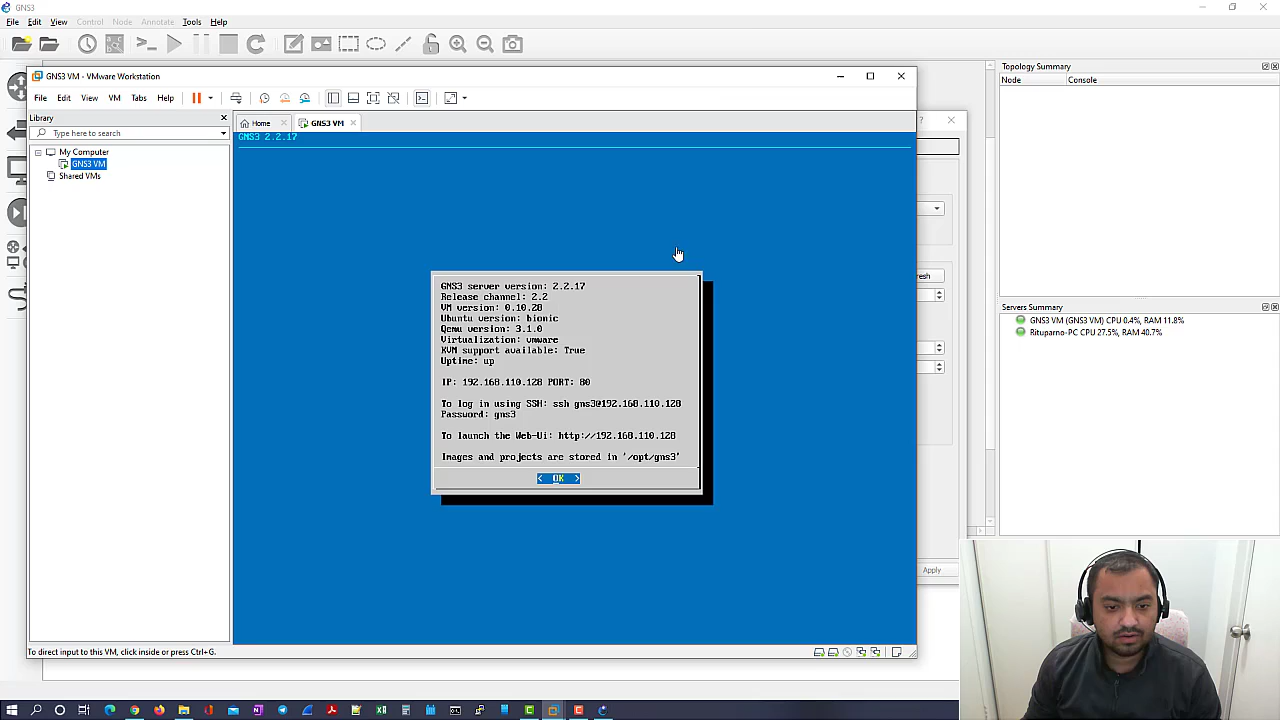 GNS3
File Edit View Control Node Annotate Tools Help
Topology Summary
Node Console
GNS3 VM - VMware Workstation
File Edit View VM Tabs Help
Library
Type here to search
My Computer
GNS3 VM
Shared VMs
Home
GNS3 VM
GNS3 2.2.17
GNS3 server version: 2.2.17
Release channel: 2.2
VM version: 0.10.20
Ubuntu version: bionic
Qemu version: 3.1.0
Virtualization: vmware
KVM support available: True
Uptime: up
IP: 192.168.110.128 PORT: 80
To log in using SSH: ssh gns3@192.168.110.128
Password: gns3
To launch the Web-Ui: http://192.168.110.128
Images and projects are stored in '/opt/gns3'
< OK >
?
resh
Apply
Servers Summary
GNS3 VM (GNS3 VM) CPU 0.4%, RAM 11.8%
Rituparno-PC CPU 27.5%, RAM 40.7%
To direct input to this VM, click inside or press Ctrl+G.